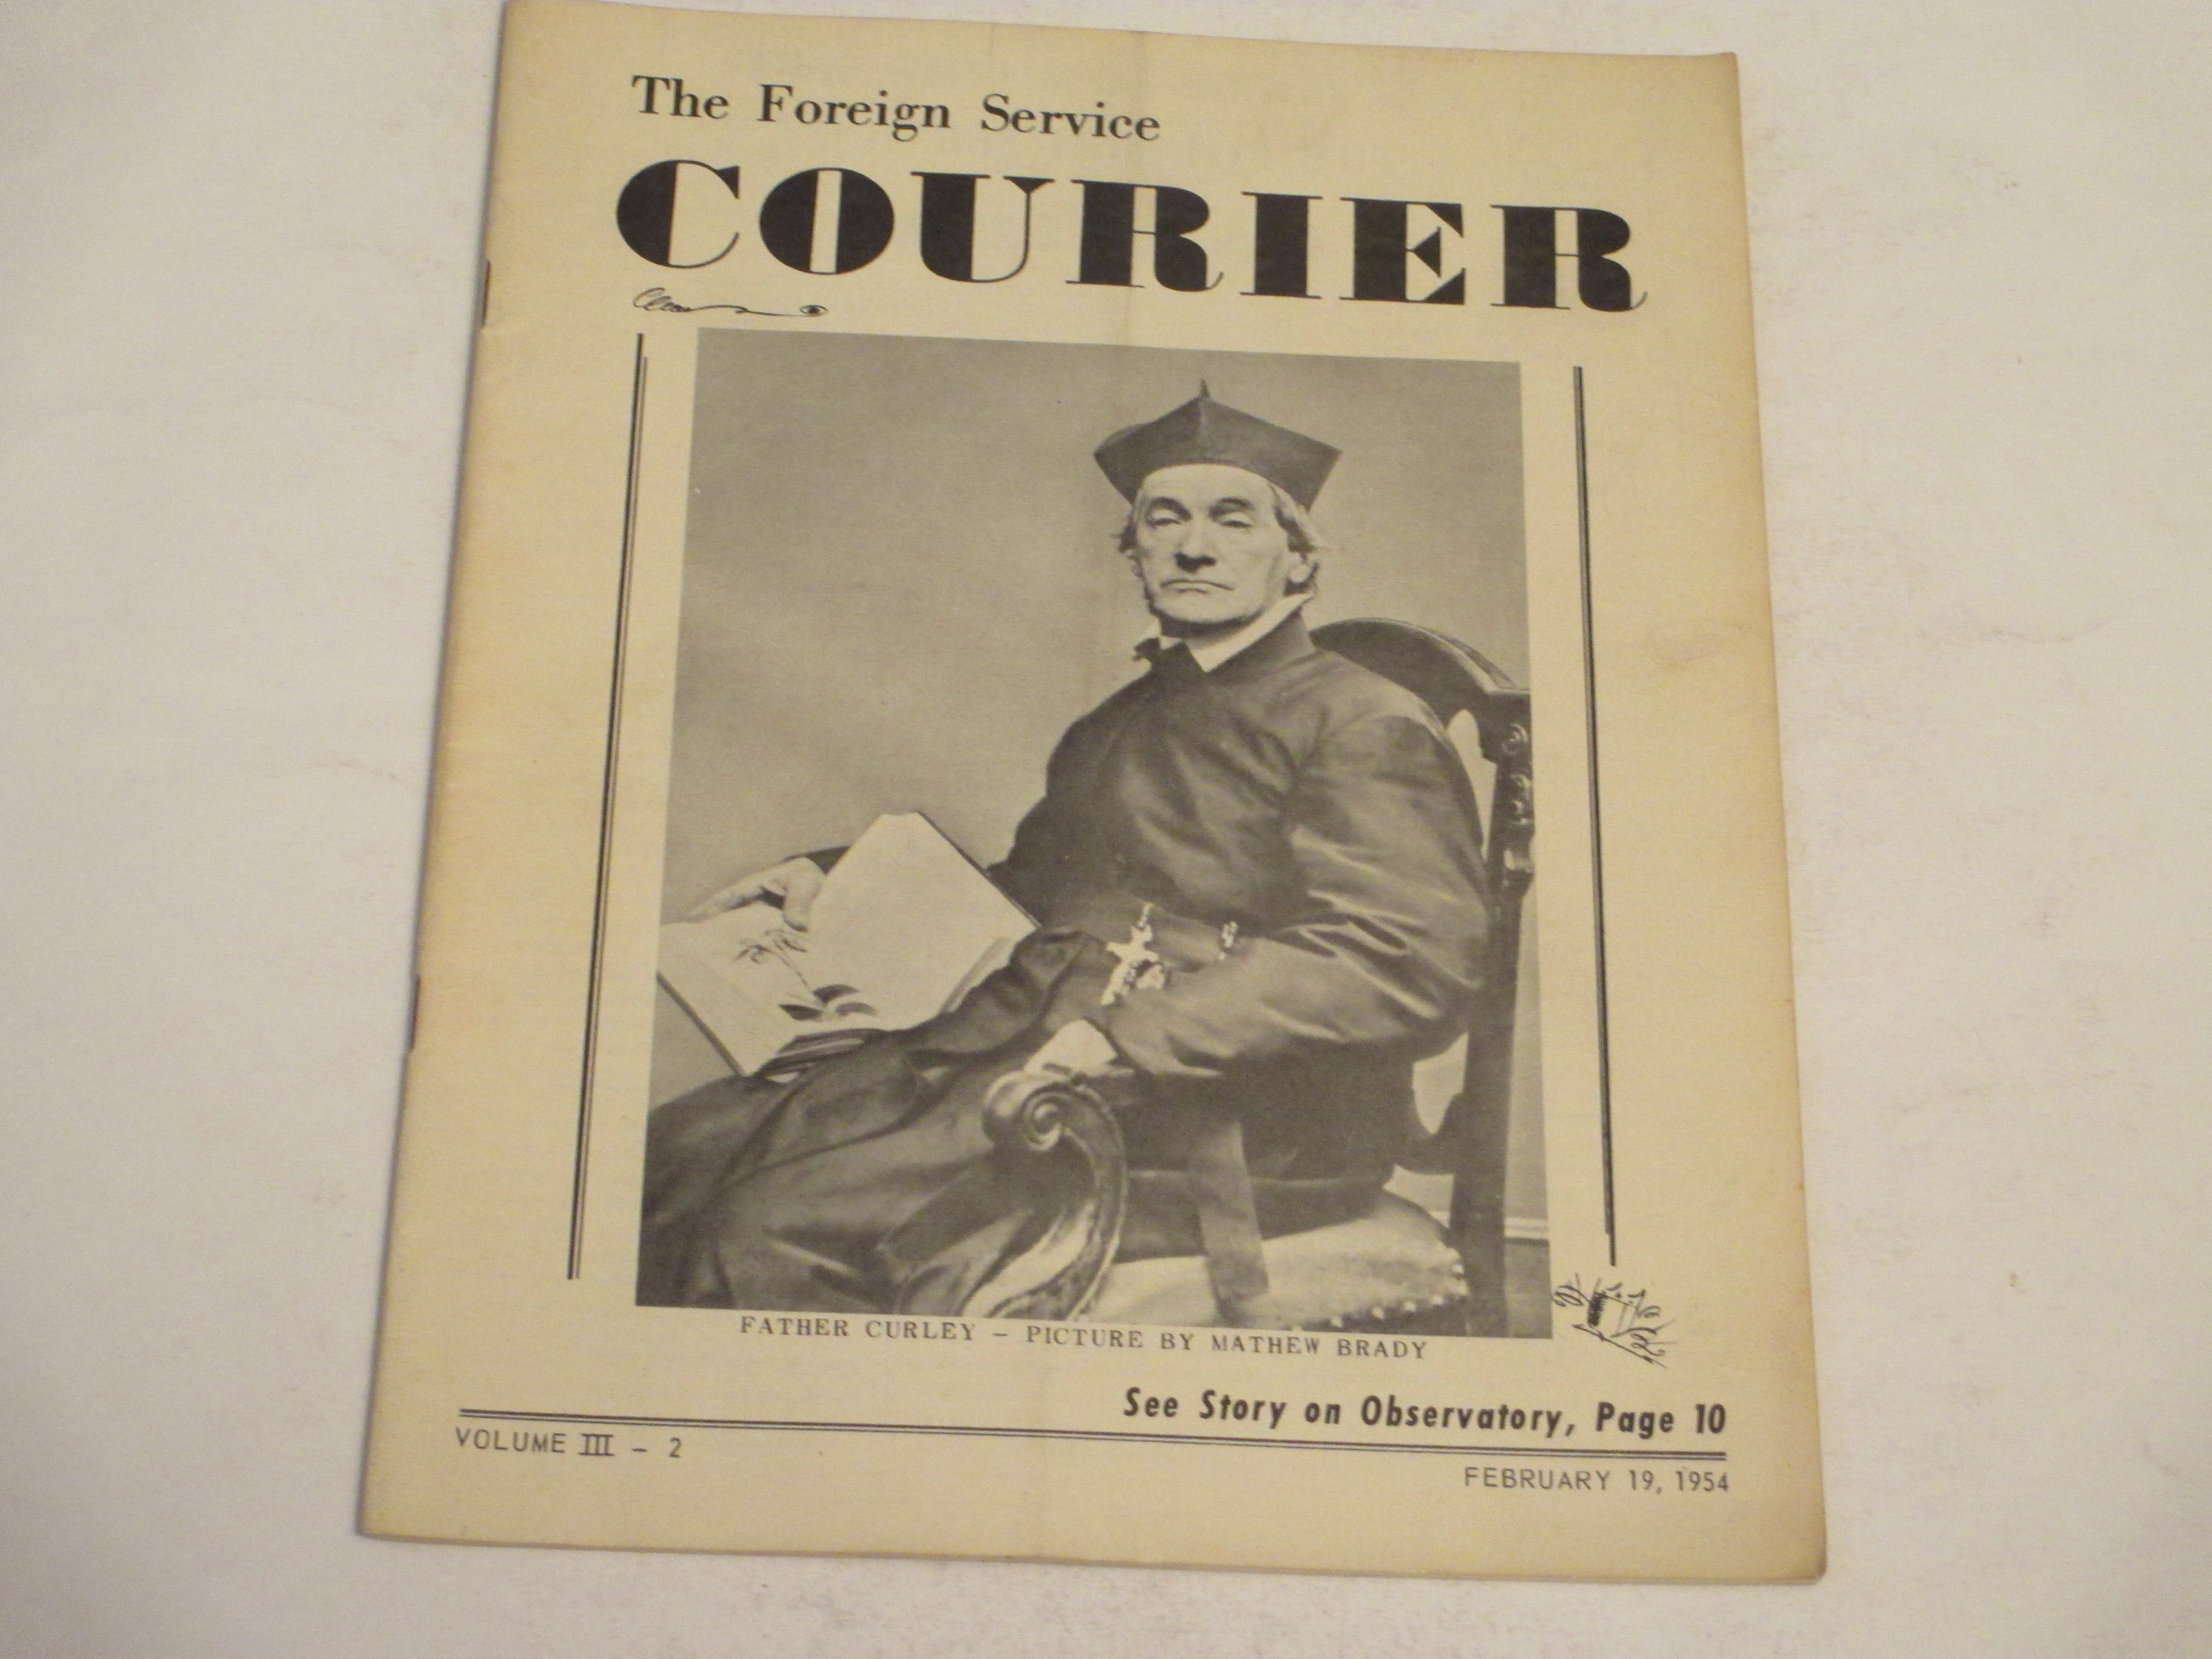 The Foreign Service
COURIER
FATHER CURLEY – PICTURE BY MATHEW BRADY
See Story on Observatory, Page 10
VOLUME III – 2
FEBRUARY 19, 1954